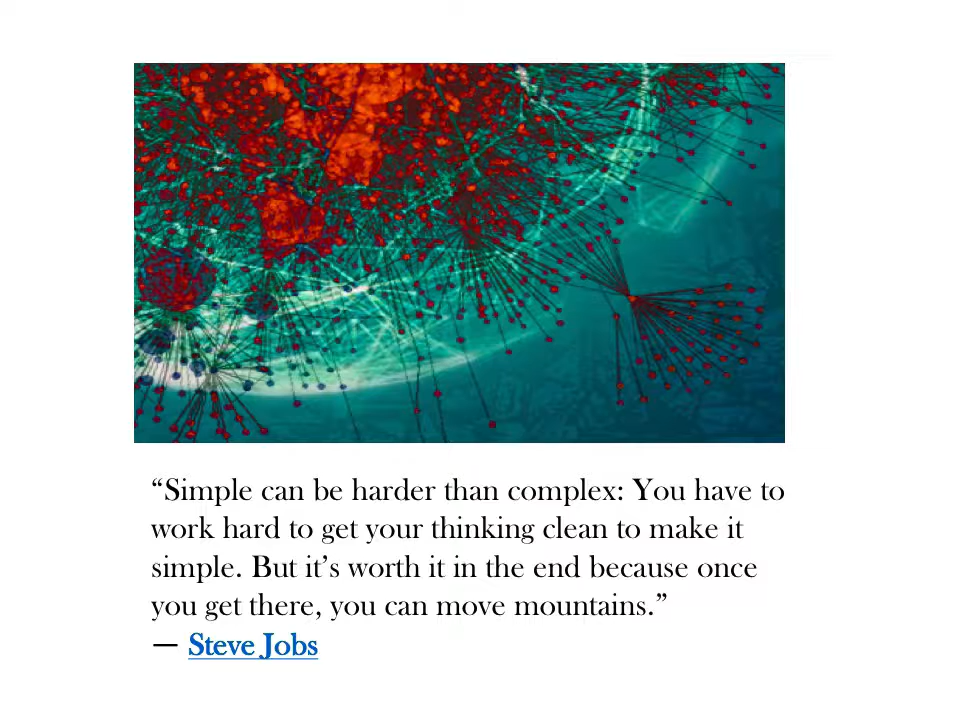 “Simple can be harder than complex: You have to
work hard to get your thinking clean to make it
simple. But it’s worth it in the end because once
you get there, you can move mountains.”
— Steve Jobs